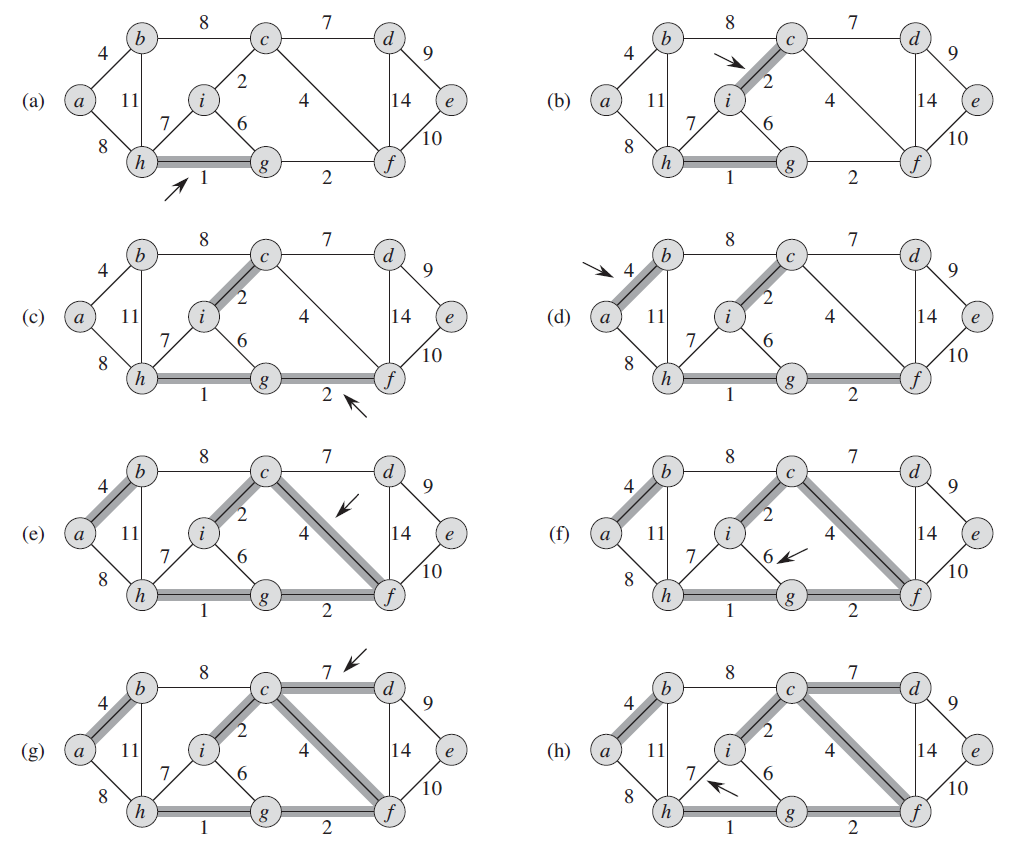 8 7 8 7
b c d b c d
4 9 4 9
2 2
(a) a 11 i 4 14 e (b) a 11 i 4 14 e
7 6 7 6
8 10 8 10
h g f h g f
1 2 1 2
8 7 8 7
b c d b c d
4 9 4 9
2 2
(c) a 11 i 4 14 e (d) a 11 i 4 14 e
7 6 7 6
8 10 8 10
h g f h g f
1 2 1 2
8 7 8 7
b c d b c d
4 9 4 9
2 2
(e) a 11 i 4 14 e (f) a 11 i 4 14 e
7 6 7 6
8 10 8 10
h g f h g f
1 2 1 2
8 7 8 7
b c d b c d
4 9 4 9
2 2
(g) a 11 i 4 14 e (h) a 11 i 4 14 e
7 6 7 6
8 10 8 10
h g f h g f
1 2 1 2